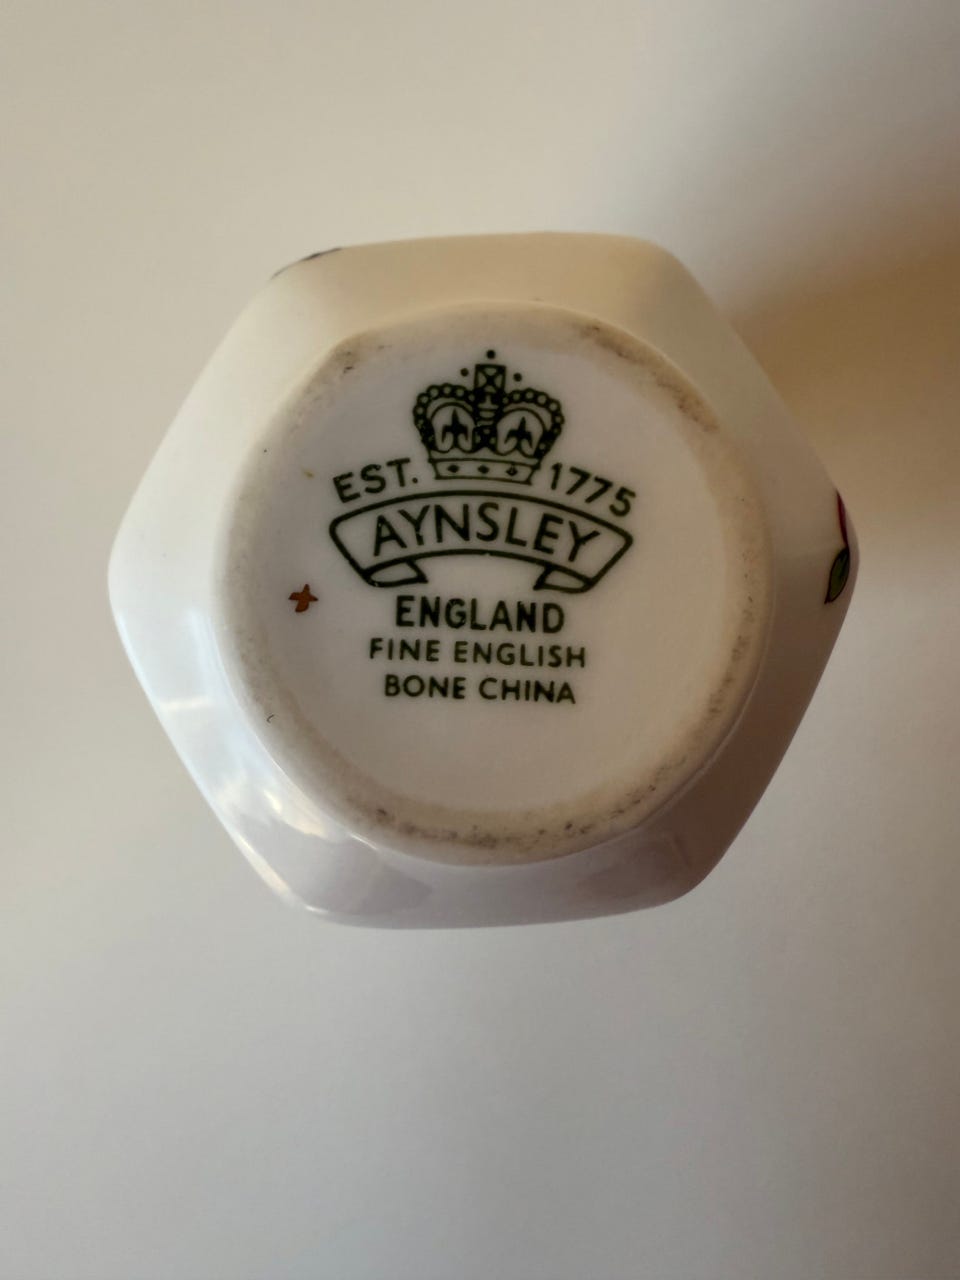 EST. 1775
AYNSLEY
ENGLAND
FINE ENGLISH
BONE CHINA